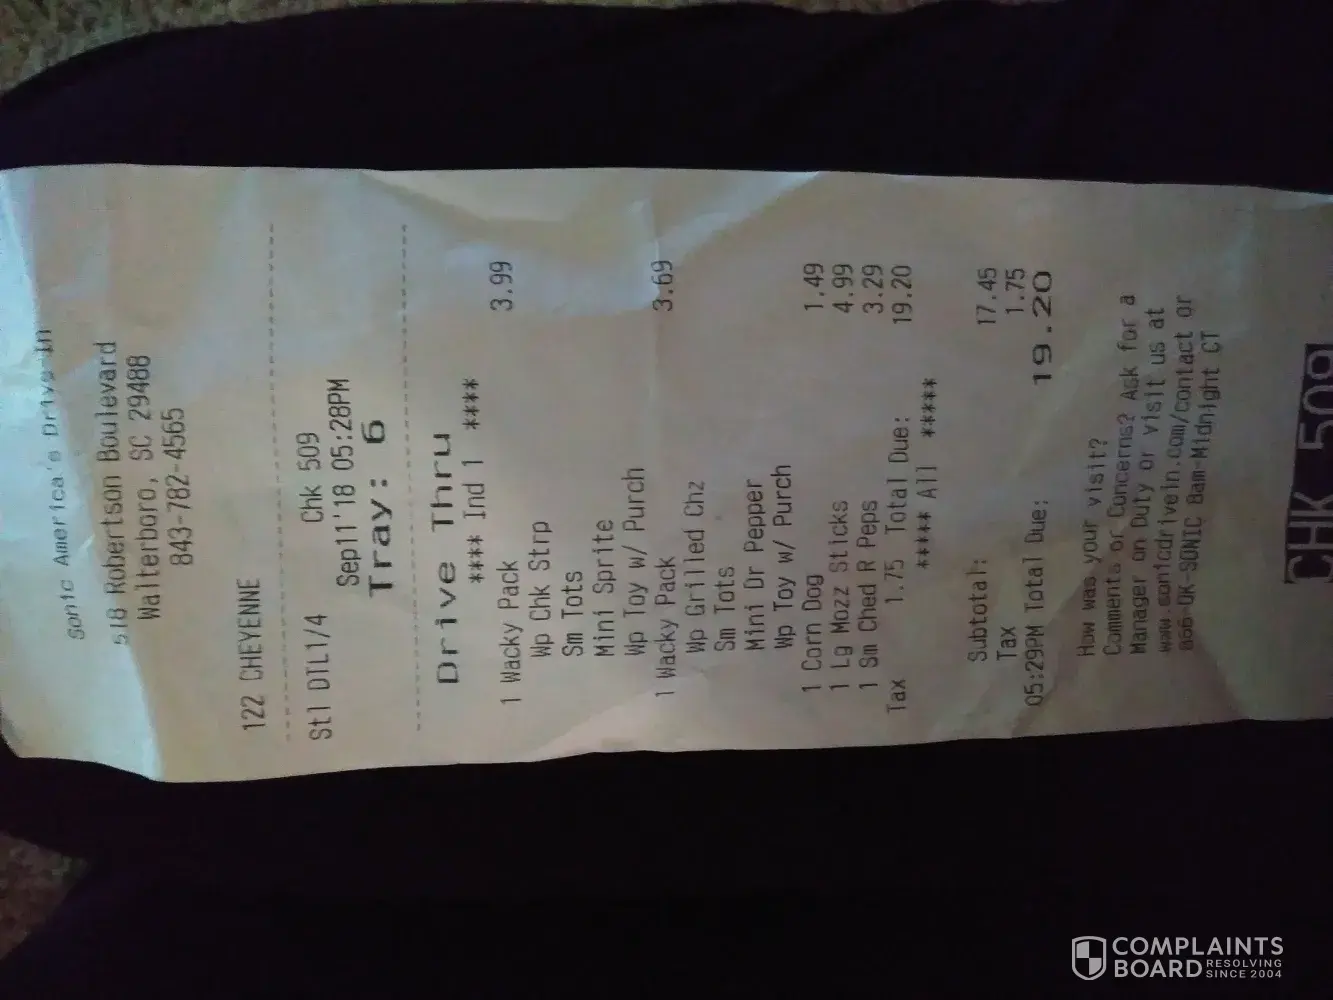 Sonic America's Drive-In
518 Robertson Boulevard
Walterboro, SC 29488
843-782-4565
122 CHEYENNE
Stl DTL1/4 Chk 509
Sep11'18 05:28PM
Tray: 6
Drive Thru
**** Ind 1 ****
1 Wacky Pack 3.99
Wp Chk Strp
Sm Tots
Mini Sprite
Wp Toy w/ Purch
1 Wacky Pack 3.69
Wp Grilled Chz
Sm Tots
Mini Dr Pepper
Wp Toy w/ Purch
1 Corn Dog 1.49
1 Lg Mozz Sticks 4.99
1 Sm Ched R Peps 3.29
Tax 1.75 Total Due: 19.20
***** All *****
Subtotal: 17.45
Tax 1.75
05:29PM Total Due: 19.20
How was your visit?
Comments or Concerns? Ask for a
Manager on Duty or visit us at
www.sonicdrivein.com/contact or
866-OK-SONIC 8am-Midnight CT
CHK 509
COMPLAINTS
BOARD RESOLVING
SINCE 2004